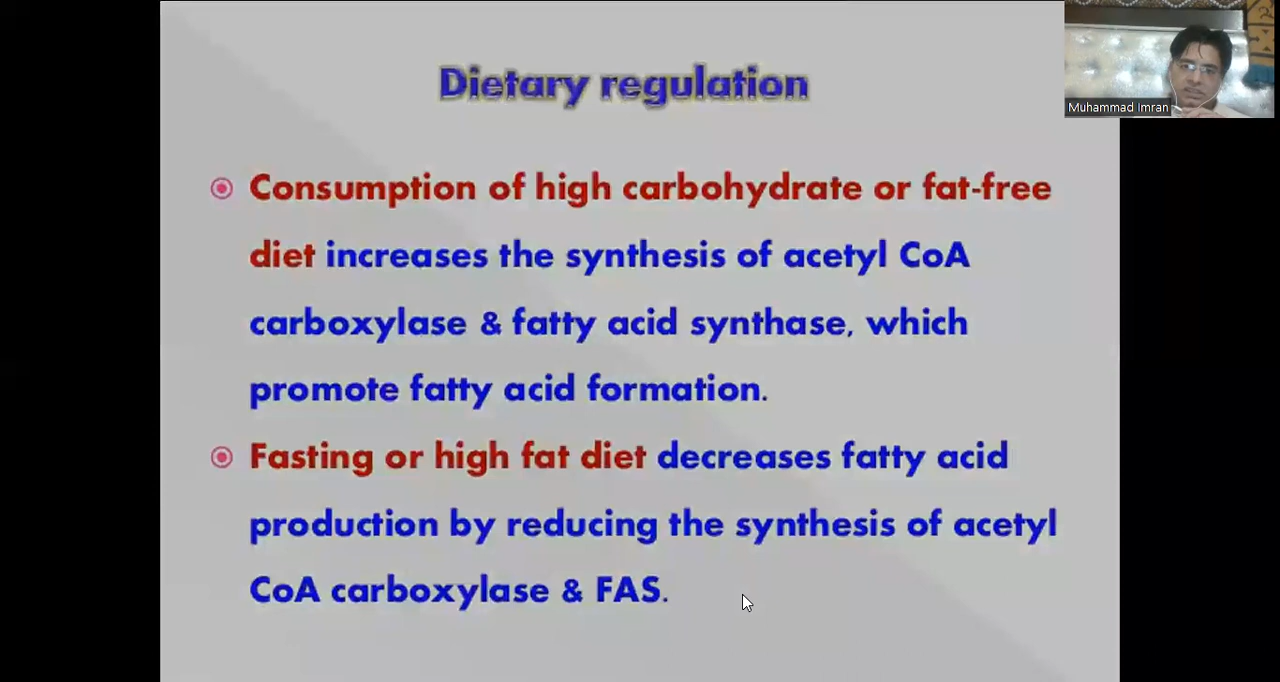 Dietary regulation
Muhammad Imran
Consumption of high carbohydrate or fat-free
diet increases the synthesis of acetyl CoA
carboxylase & fatty acid synthase, which
promote fatty acid formation.
Fasting or high fat diet decreases fatty acid
production by reducing the synthesis of acetyl
CoA carboxylase & FAS.